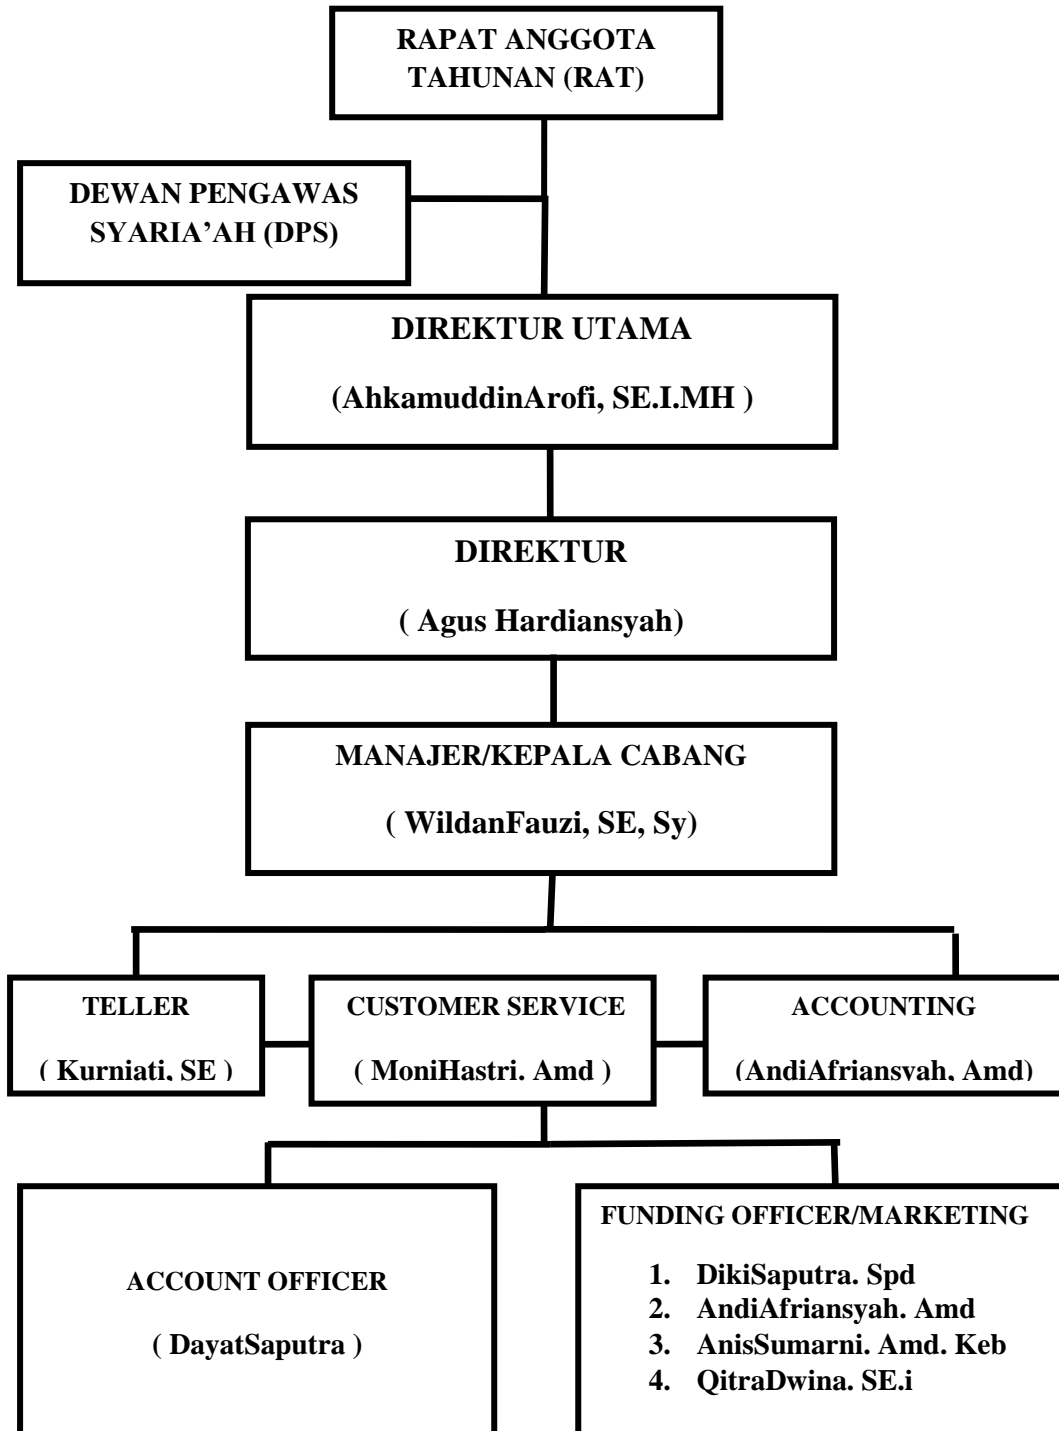 RAPAT ANGGOTA
TAHUNAN (RAT)
DEWAN PENGAWAS
SYARIA’AH (DPS)
DIREKTUR UTAMA
(AhkamuddinArofi, SE.I.MH )
DIREKTUR
( Agus Hardiansyah)
MANAJER/KEPALA CABANG
( WildanFauzi, SE, Sy)
TELLER
( Kurniati, SE )
CUSTOMER SERVICE
( MoniHastri. Amd )
ACCOUNTING
(AndiAfriansyah, Amd)
ACCOUNT OFFICER
( DayatSaputra )
FUNDING OFFICER/MARKETING
1. DikiSaputra. Spd
2. AndiAfriansyah. Amd
3. AnisSumarni. Amd. Keb
4. QitraDwina. SE.i